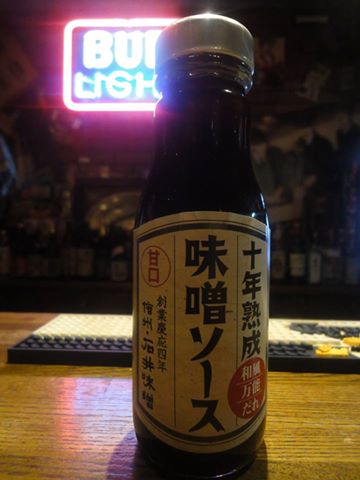 BUD
LIGHT
十年熟成
和風
万能
だれ
味噌ソース
甘口
創業慶応四年
信州・石井味噌